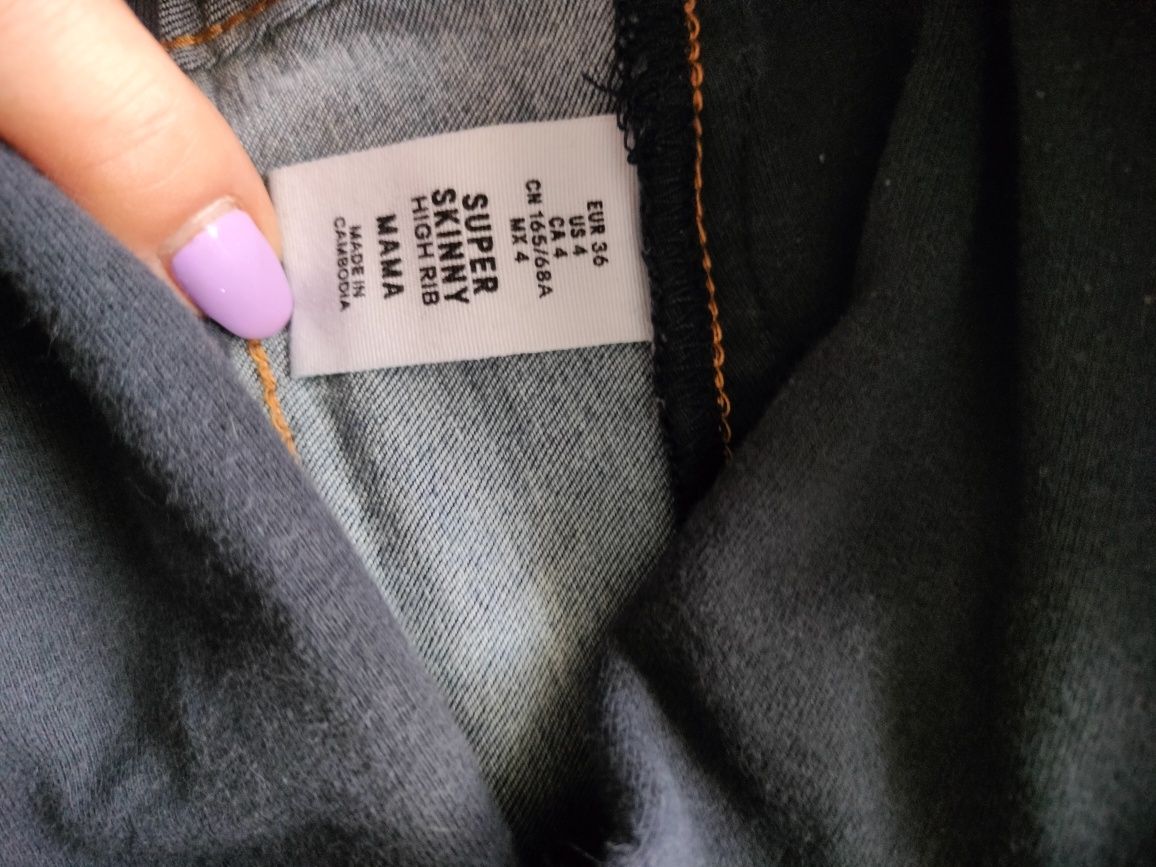 EUR 36
US 4
CA 4
CN 165/68A
MX 4
SUPER
SKINNY
HIGH RIB
MAMA
MADE IN
CAMBODIA